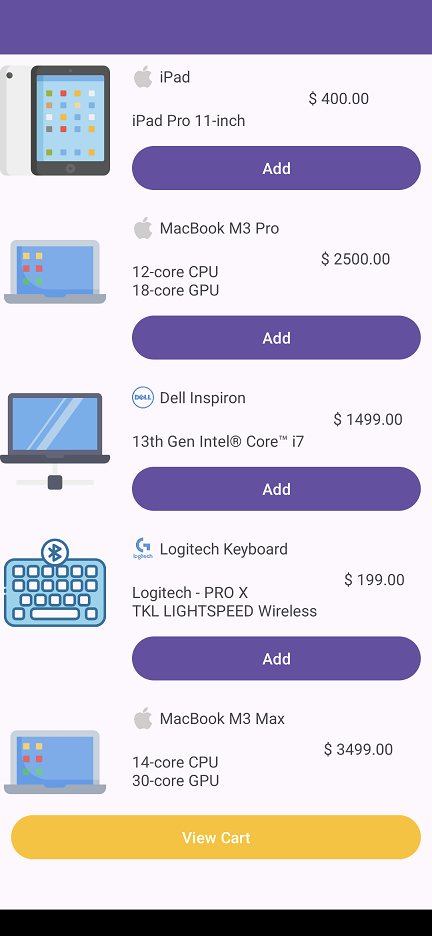 iPad
$ 400.00
iPad Pro 11-inch
Add
MacBook M3 Pro
$ 2500.00
12-core CPU
18-core GPU
Add
DELL
Dell Inspiron
$ 1499.00
13th Gen Intel® Core™ i7
Add
logitech
Logitech Keyboard
$ 199.00
Logitech - PRO X
TKL LIGHTSPEED Wireless
Add
MacBook M3 Max
$ 3499.00
14-core CPU
30-core GPU
View Cart